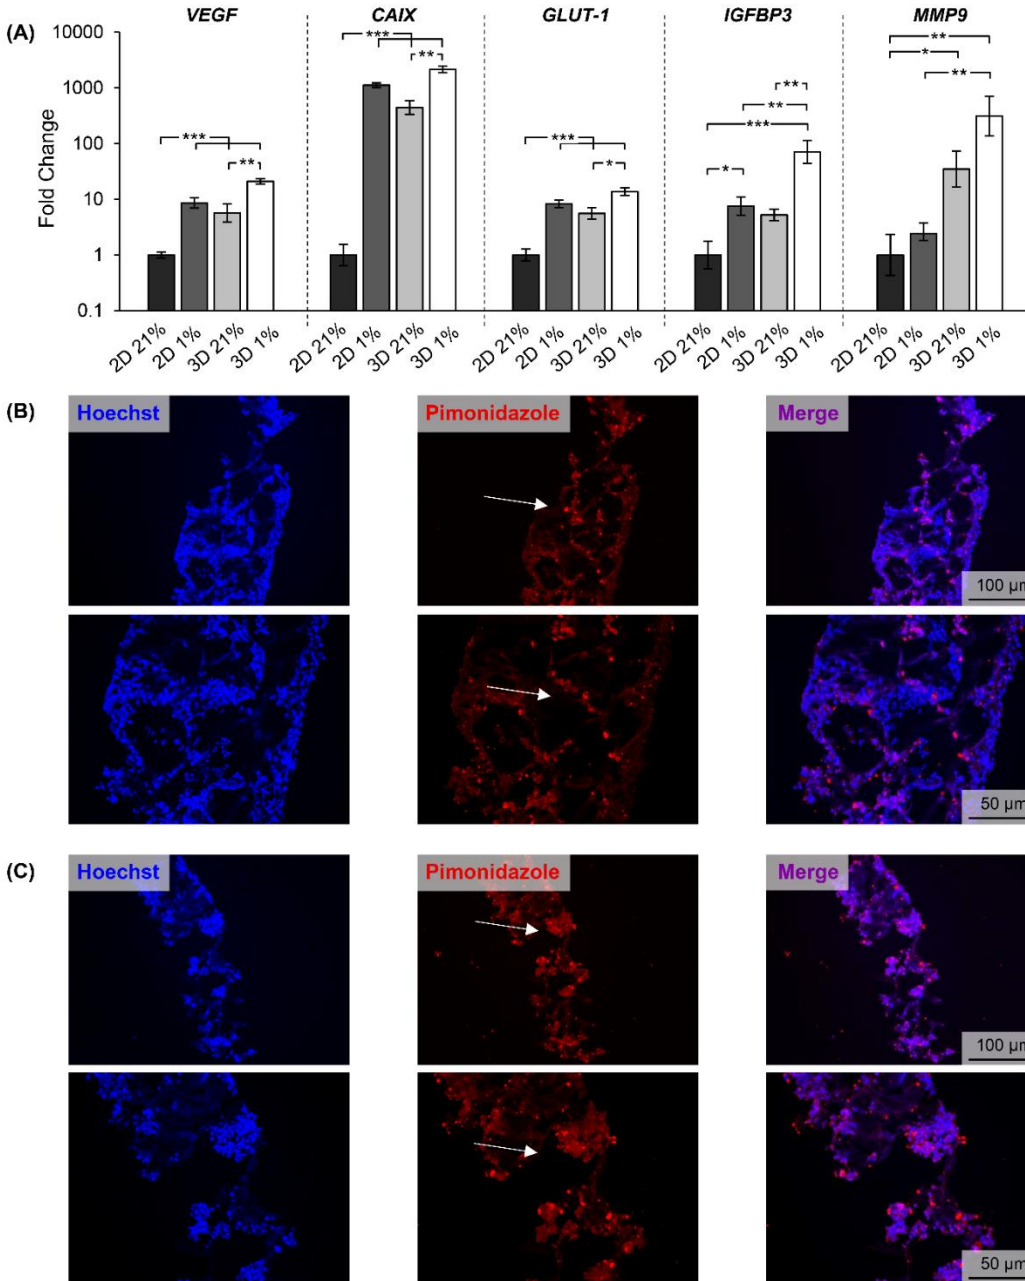 VEGF CAIX GLUT-1 IGFBP3 MMP9
(A)
10000
1000
100
10
1
0.1
Fold Change
*** **
*** **
*** *
* *** ** **
** * **
2D 21% 2D 1% 3D 21% 3D 1% 2D 21% 2D 1% 3D 21% 3D 1% 2D 21% 2D 1% 3D 21% 3D 1% 2D 21% 2D 1% 3D 21% 3D 1% 2D 21% 2D 1% 3D 21% 3D 1%
(B) Hoechst Pimonidazole Merge
100 µm
50 µm
(C) Hoechst Pimonidazole Merge
100 µm
50 µm